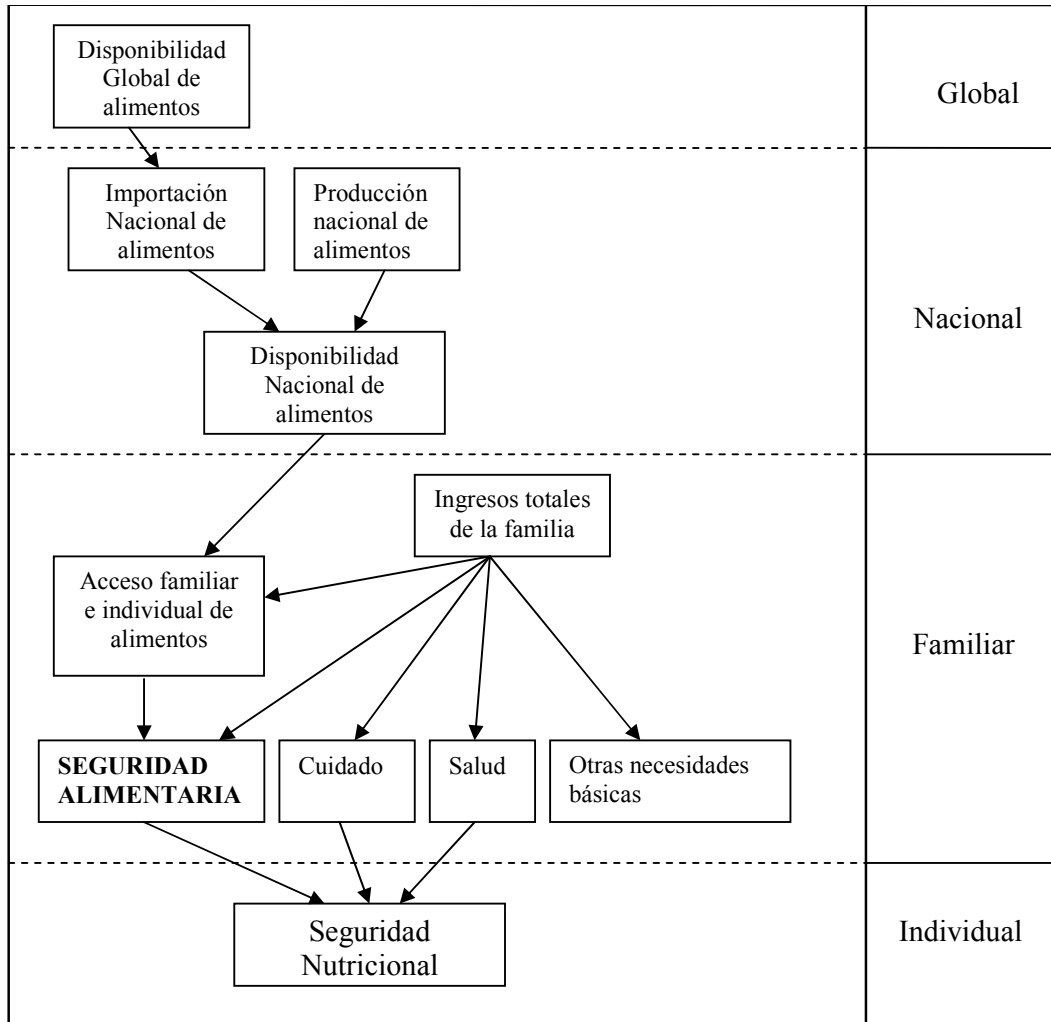 Disponibilidad
Global de
alimentos
Global
Importación
Nacional de
alimentos
Producción
nacional de
alimentos
Nacional
Disponibilidad
Nacional de
alimentos
Ingresos totales
de la familia
Acceso familiar
e individual de
alimentos
Familiar
SEGURIDAD
ALIMENTARIA
Cuidado
Salud
Otras necesidades
básicas
Seguridad
Nutricional
Individual